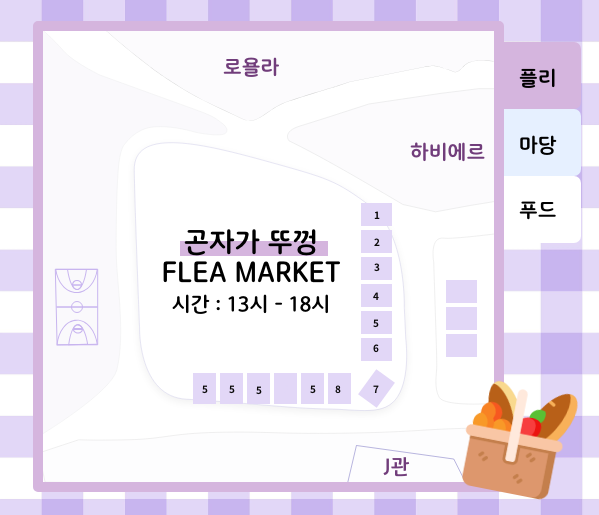 로욜라
플리
하비에르
마당
푸드
곤자가 뚜껑
FLEA MARKET
시간 : 13시 - 18시
1
2
3
4
5
6
5 5 5 5 8 7
J관